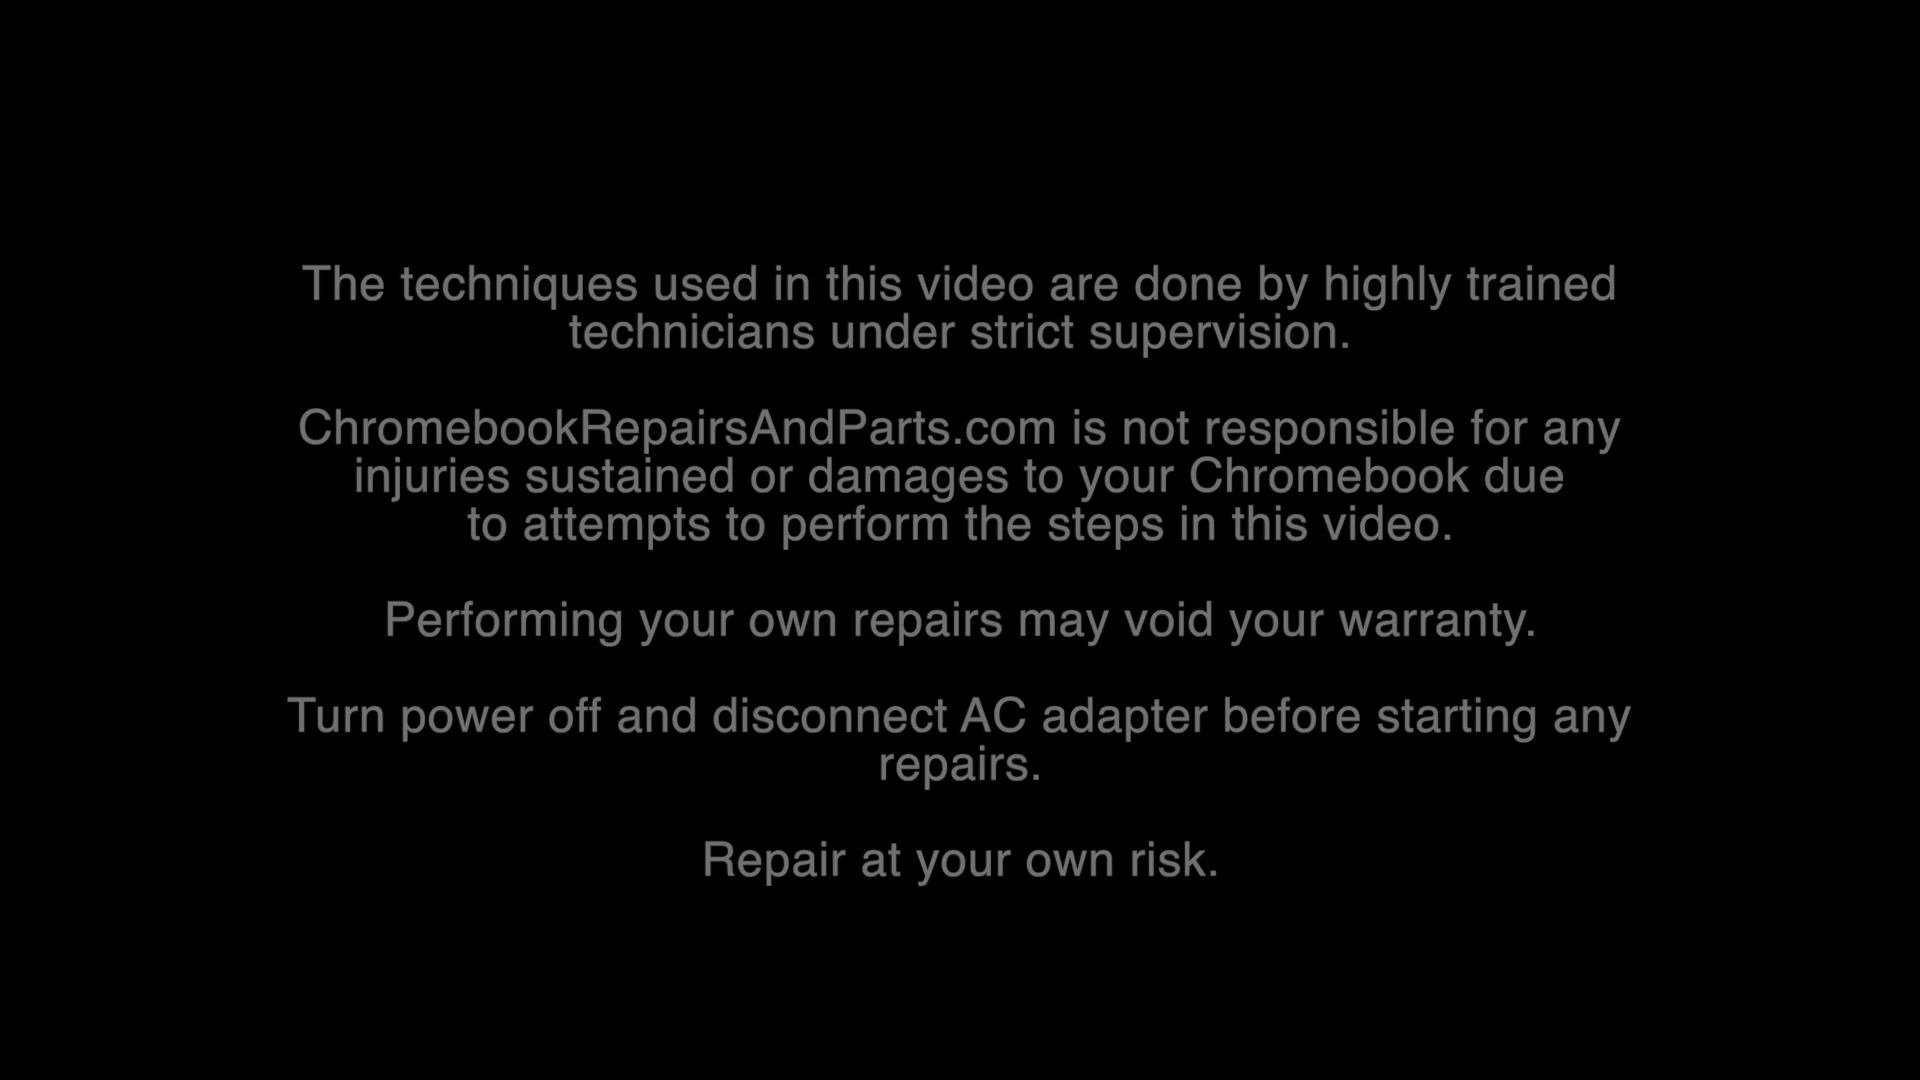 The techniques used in this video are done by highly trained
technicians under strict supervision.
ChromebookRepairsAndParts.com is not responsible for any
injuries sustained or damages to your Chromebook due
to attempts to perform the steps in this video.
Performing your own repairs may void your warranty.
Turn power off and disconnect AC adapter before starting any
repairs.
Repair at your own risk.